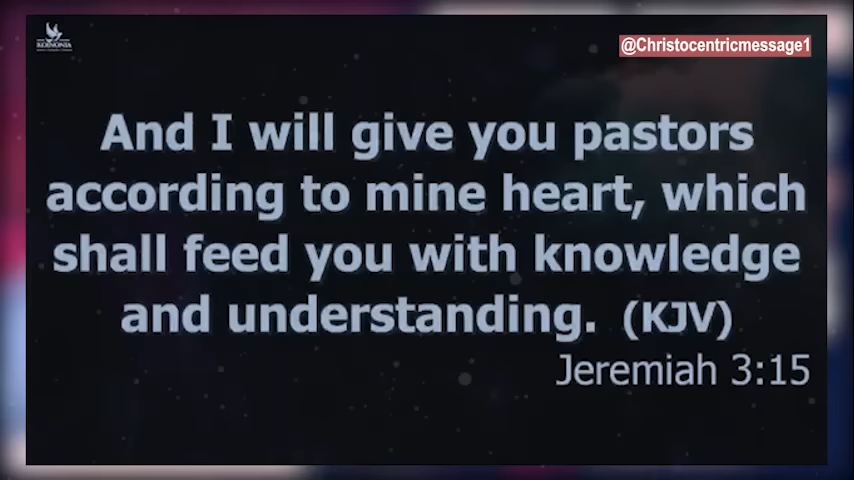 KOINONIA
@Christocentricmessage1
And I will give you pastors
according to mine heart, which
shall feed you with knowledge
and understanding. (KJV)
Jeremiah 3:15